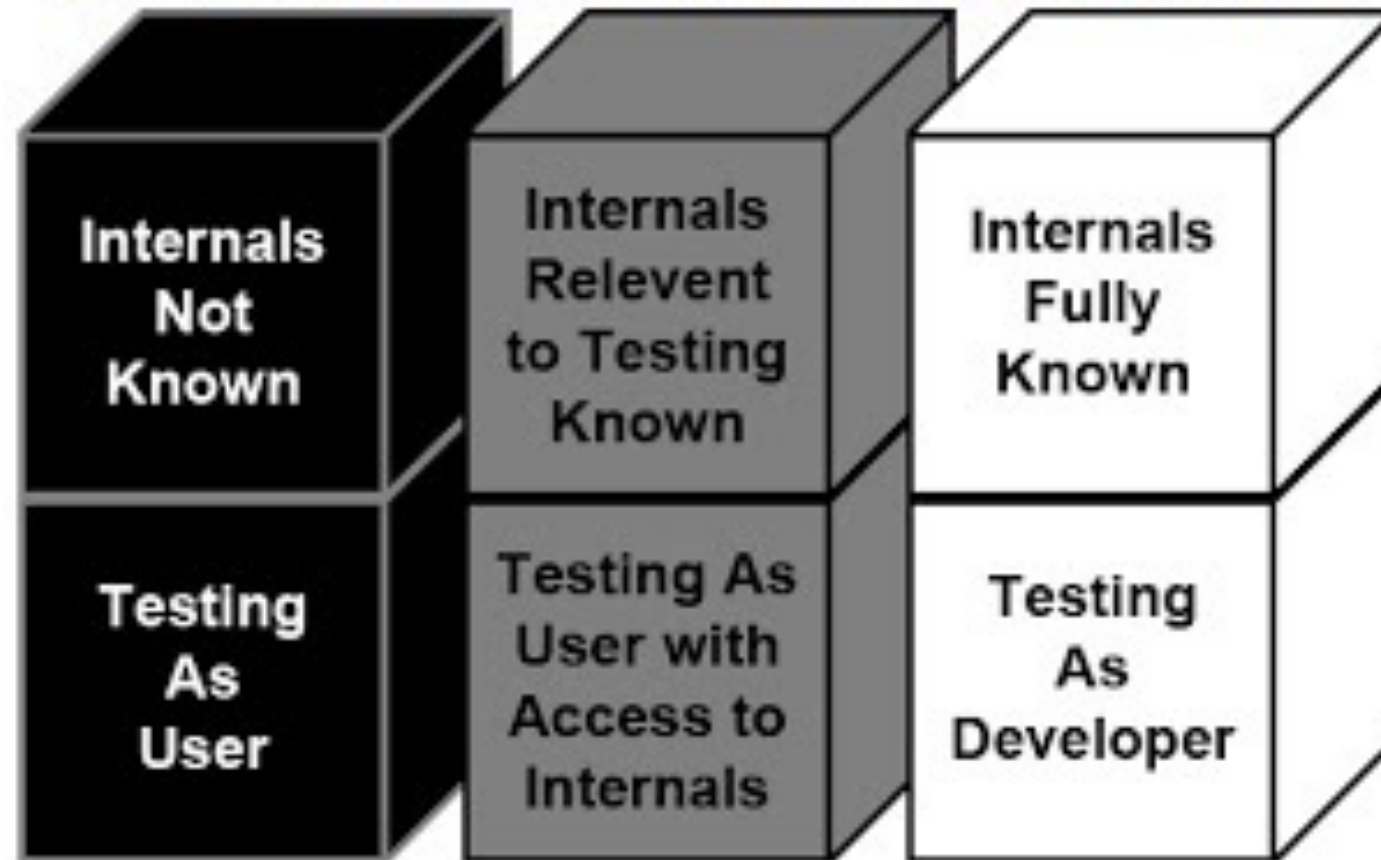 Internals
Not
Known
Internals
Relevent
to Testing
Known
Internals
Fully
Known
Testing
As
User
Testing As
User with
Access to
Internals
Testing
As
Developer